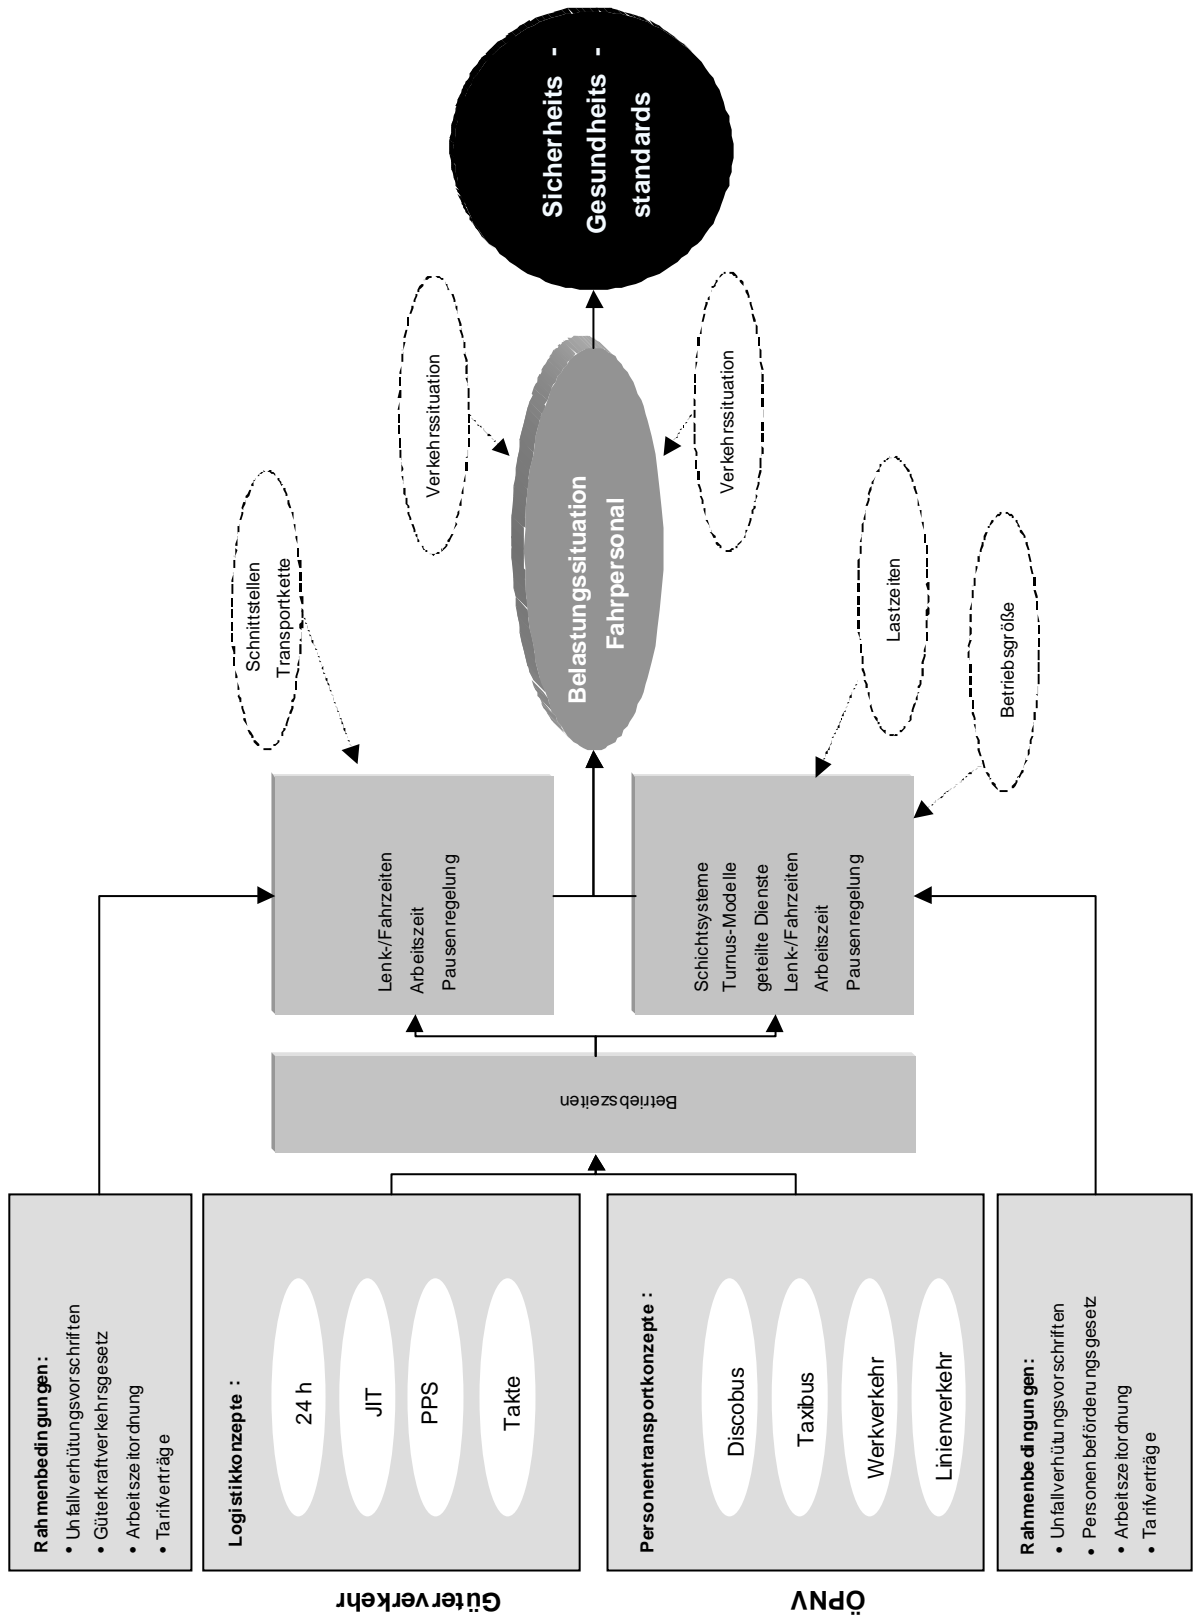 Güterverkehr
Rahmenbedingungen:
• Unfallverhütungsvorschriften
• Güterkraftverkehrsgesetz
• Arbeitszeitordnung
• Tarifverträge
Logistikkonzepte :
24 h
JIT
PPS
Takte
ÖPNV
Personentransportkonzepte :
Discobus
Taxibus
Werkverkehr
Linienverkehr
Rahmenbedingungen:
• Unfallverhütungsvorschriften
• Personenbeförderungsgesetz
• Arbeitszeitordnung
• Tarifverträge
Betriebszeiten
Lenk-/Fahrzeiten
Arbeitszeit
Pausenregelung
Schichtsysteme
Turnus-Modelle
geteilte Dienste
Lenk-/Fahrzeiten
Arbeitszeit
Pausenregelung
Schnittstellen
Transportkette
Lastzeiten
Betriebsgröße
Verkehrssituation
Belastungssituation
Fahrpersonal
Verkehrssituation
Sicherheits -
Gesundheits -
standards